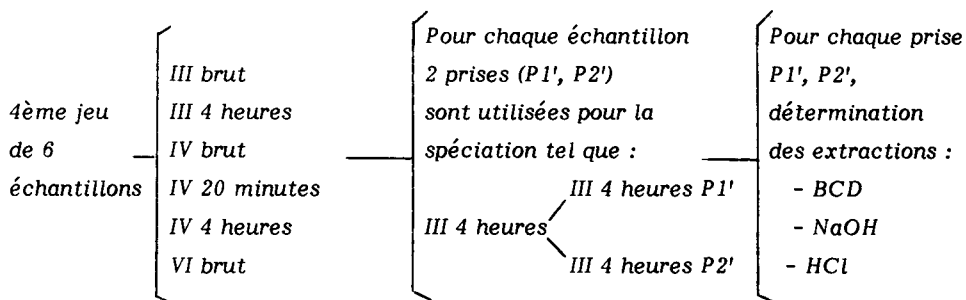 4ème jeu
de 6
échantillons
III brut
III 4 heures
IV brut
IV 20 minutes
IV 4 heures
VI brut
Pour chaque échantillon
2 prises (P1', P2')
sont utilisées pour la
spéciation tel que :
III 4 heures P1'
III 4 heures
III 4 heures P2'
Pour chaque prise
P1', P2',
détermination
des extractions :
- BCD
- NaOH
- HCl